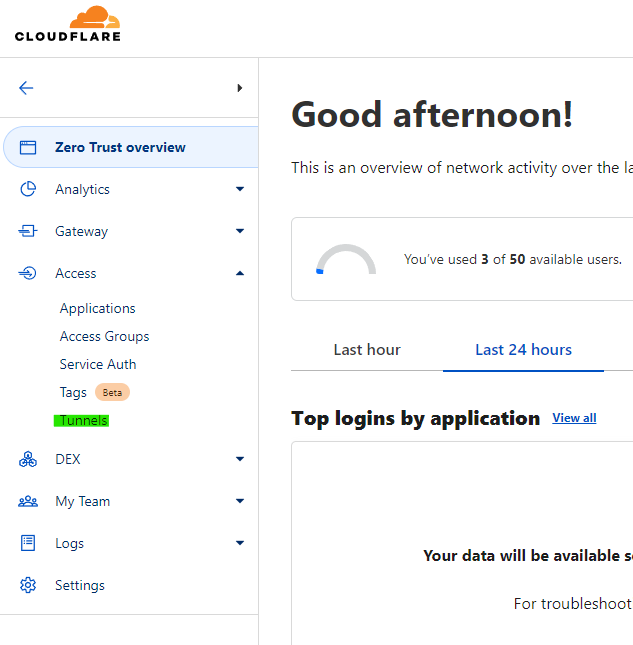 CLOUDFLARE
Zero Trust overview
Analytics
Gateway
Access
Applications
Access Groups
Service Auth
Tags Beta
Tunnels
DEX
My Team
Logs
Settings
Good afternoon!
This is an overview of network activity over the
You've used 3 of 50 available users.
Last hour
Last 24 hours
Top logins by application View all
Your data will be available
For troubleshoot